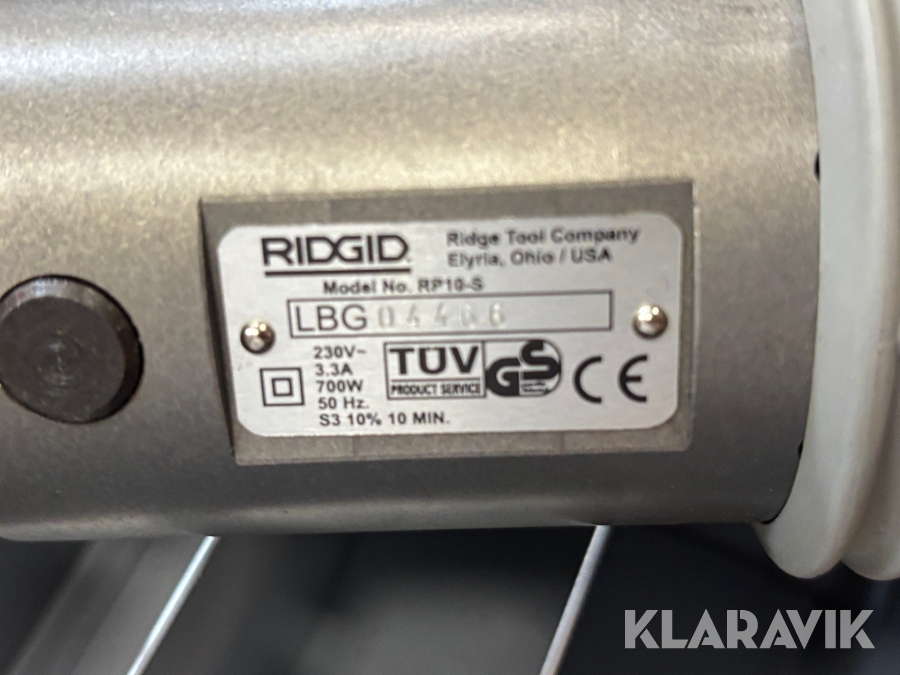 RIDGID
Ridge Tool Company
Elyria, Ohio / USA
Model No. RP10-S
LBG 04466
230V~
3.3A
700W
50 Hz.
S3 10% 10 MIN.
TÜV
PRODUCT SERVICE
GS
CE
KLARAVIK